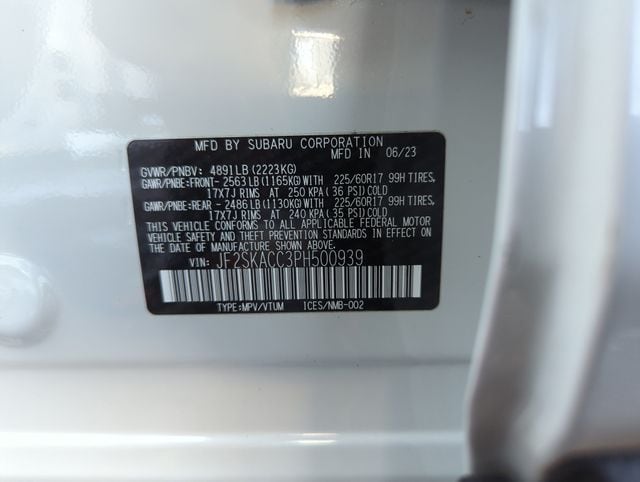 MFD BY SUBARU CORPORATION
MFD IN 06/23
GVWR/PNBV: 4891LB (2223KG)
GAWR/PNBE:FRONT- 2563LB(1165KG)WITH 225/60R17 99H TIRES,
17X7J RIMS AT 250 KPA(36 PSI)COLD
GAWR/PNBE:REAR - 2486LB(1130KG)WITH 225/60R17 99H TIRES,
17X7J RIMS AT 240 KPA(35 PSI)COLD
THIS VEHICLE CONFORMS TO ALL APPLICABLE FEDERAL MOTOR
VEHICLE SAFETY AND THEFT PREVENTION STANDARDS IN EFFECT ON
THE DATE OF MANUFACTURE SHOWN ABOVE.
VIN: JF2SKACC3PH500939
TYPE:MPV/VTUM ICES/NMB-002